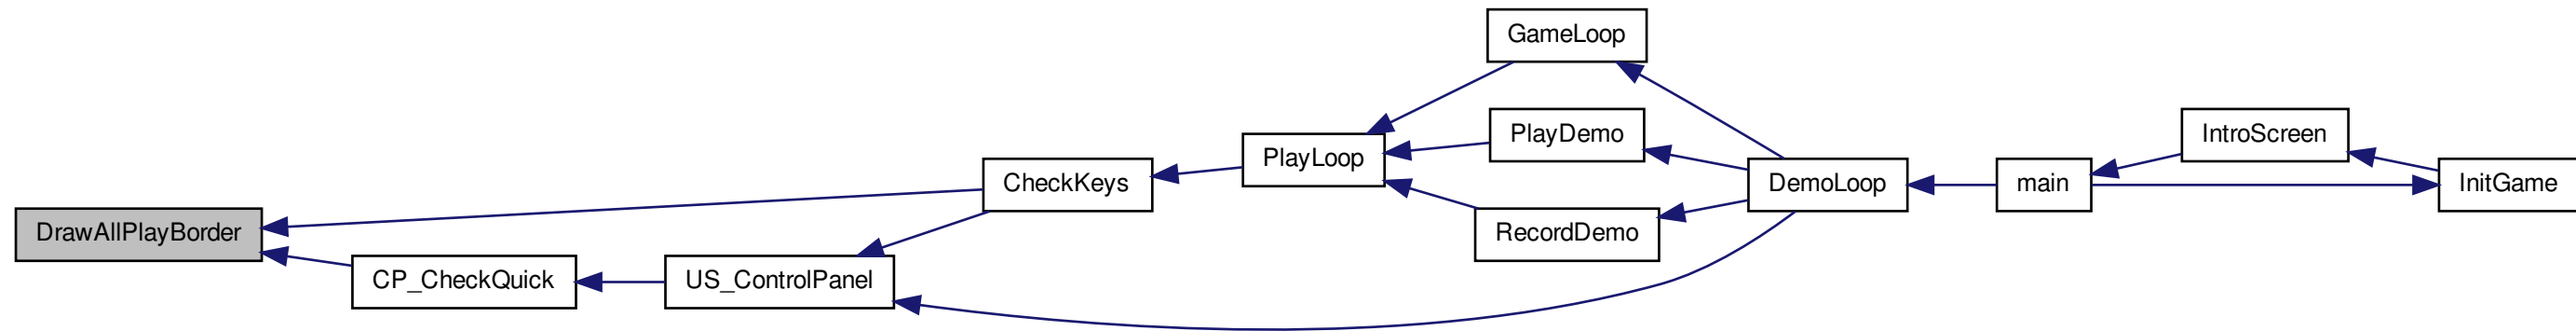 GameLoop
PlayDemo
IntroScreen
PlayLoop
CheckKeys
DemoLoop
main
InitGame
DrawAllPlayBorder
RecordDemo
CP_CheckQuick
US_ControlPanel